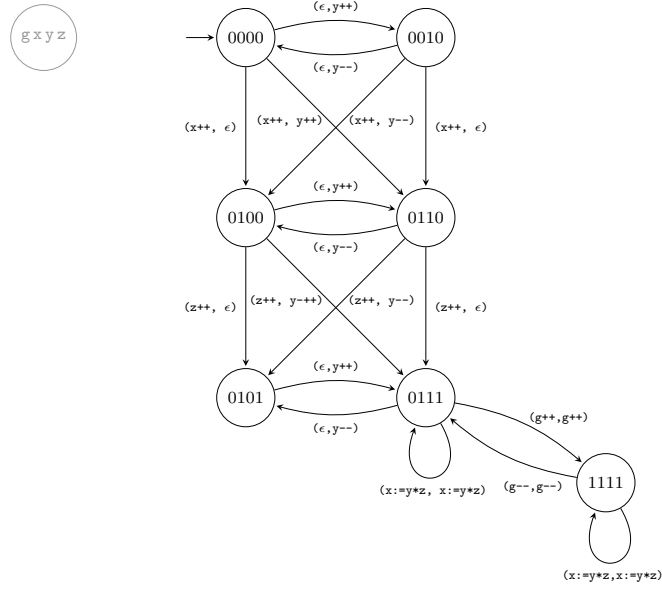 (ϵ,y++)
g x y z
0000
0010
(ϵ,y--)
(x++, ϵ)
(x++, y++)
(x++, y--)
(x++, ϵ)
(ϵ,y++)
0100
0110
(ϵ,y--)
(z++, ϵ)
(z++, y-++)
(z++, y--)
(z++, ϵ)
(ϵ,y++)
0101
0111
(g++,g++)
(ϵ,y--)
1111
(x:=y*z, x:=y*z)
(g--,g--)
(x:=y*z,x:=y*z)